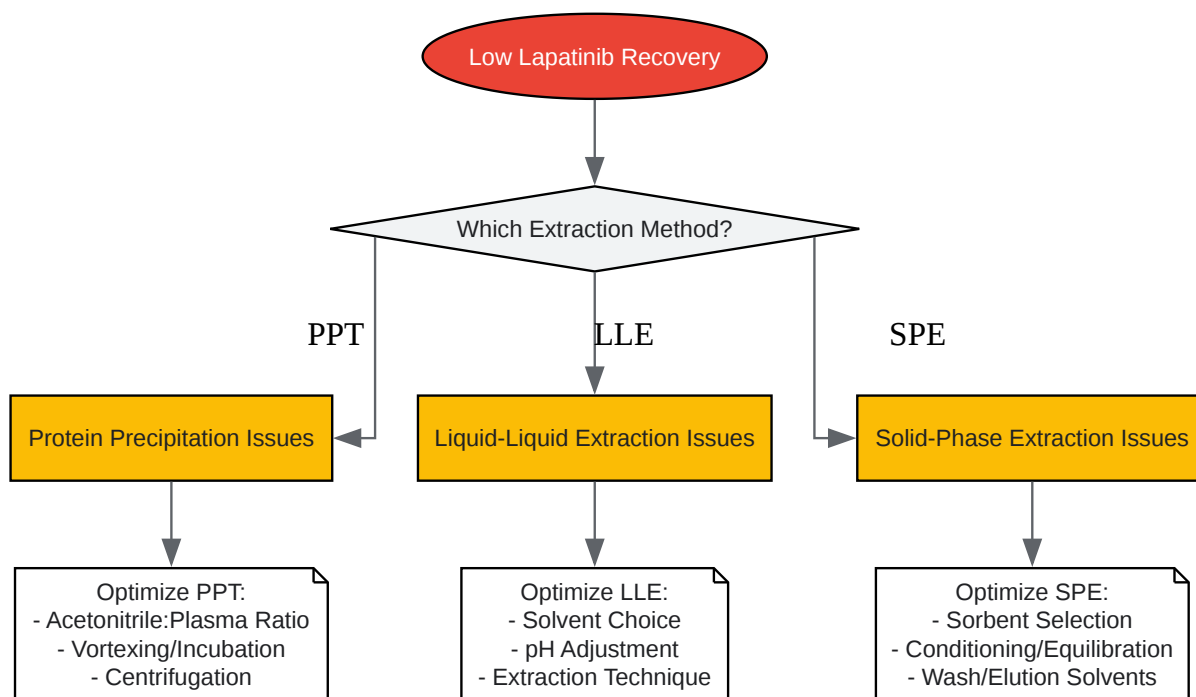 Low Lapatinib Recovery
Which Extraction Method?
PPT
LLE
SPE
Protein Precipitation Issues
Liquid-Liquid Extraction Issues
Solid-Phase Extraction Issues
Optimize PPT:
- Acetonitrile:Plasma Ratio
- Vortexing/Incubation
- Centrifugation
Optimize LLE:
- Solvent Choice
- pH Adjustment
- Extraction Technique
Optimize SPE:
- Sorbent Selection
- Conditioning/Equilibration
- Wash/Elution Solvents